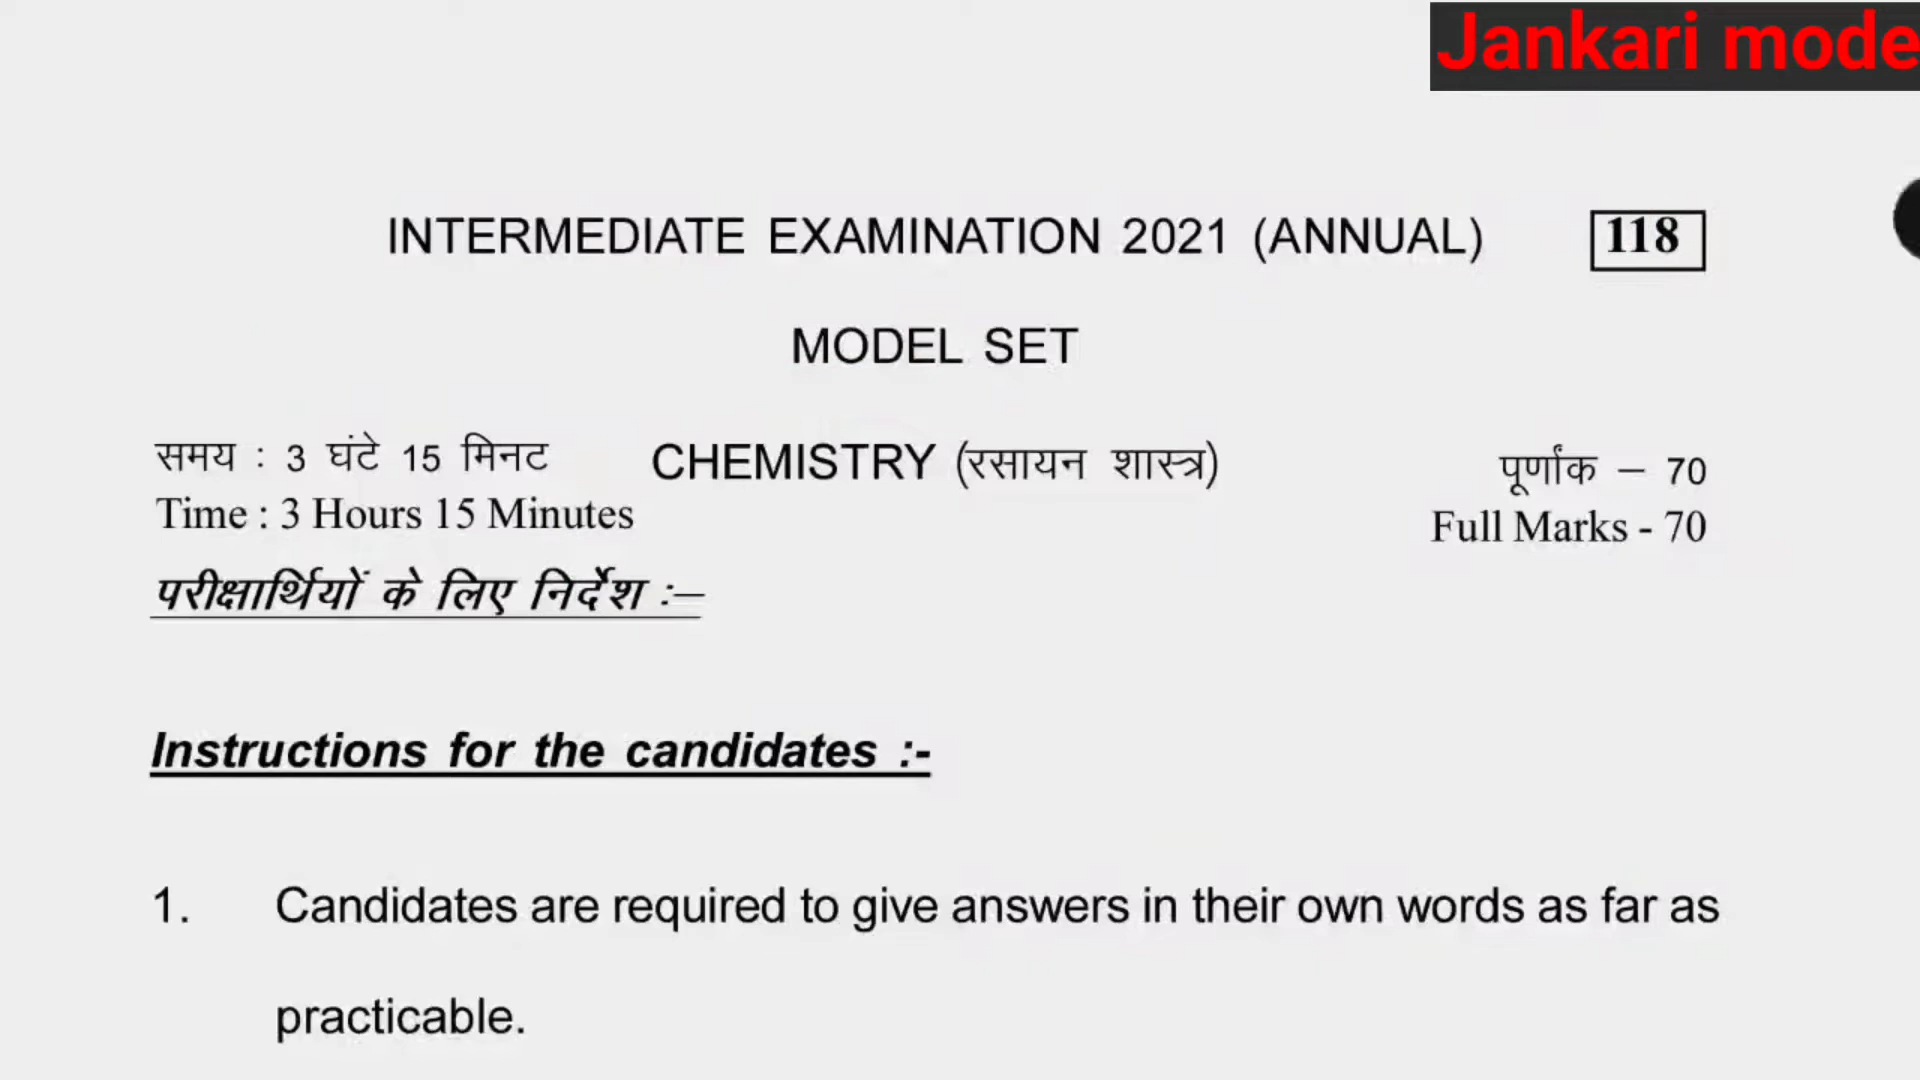 Jankari mode
INTERMEDIATE EXAMINATION 2021 (ANNUAL) 118
MODEL SET
समय : 3 घंटे 15 मिनट CHEMISTRY (रसायन शास्त्र) पूर्णांक – 70
Time : 3 Hours 15 Minutes Full Marks - 70
परीक्षार्थियों के लिए निर्देश :–
Instructions for the candidates :-
1. Candidates are required to give answers in their own words as far as
practicable.